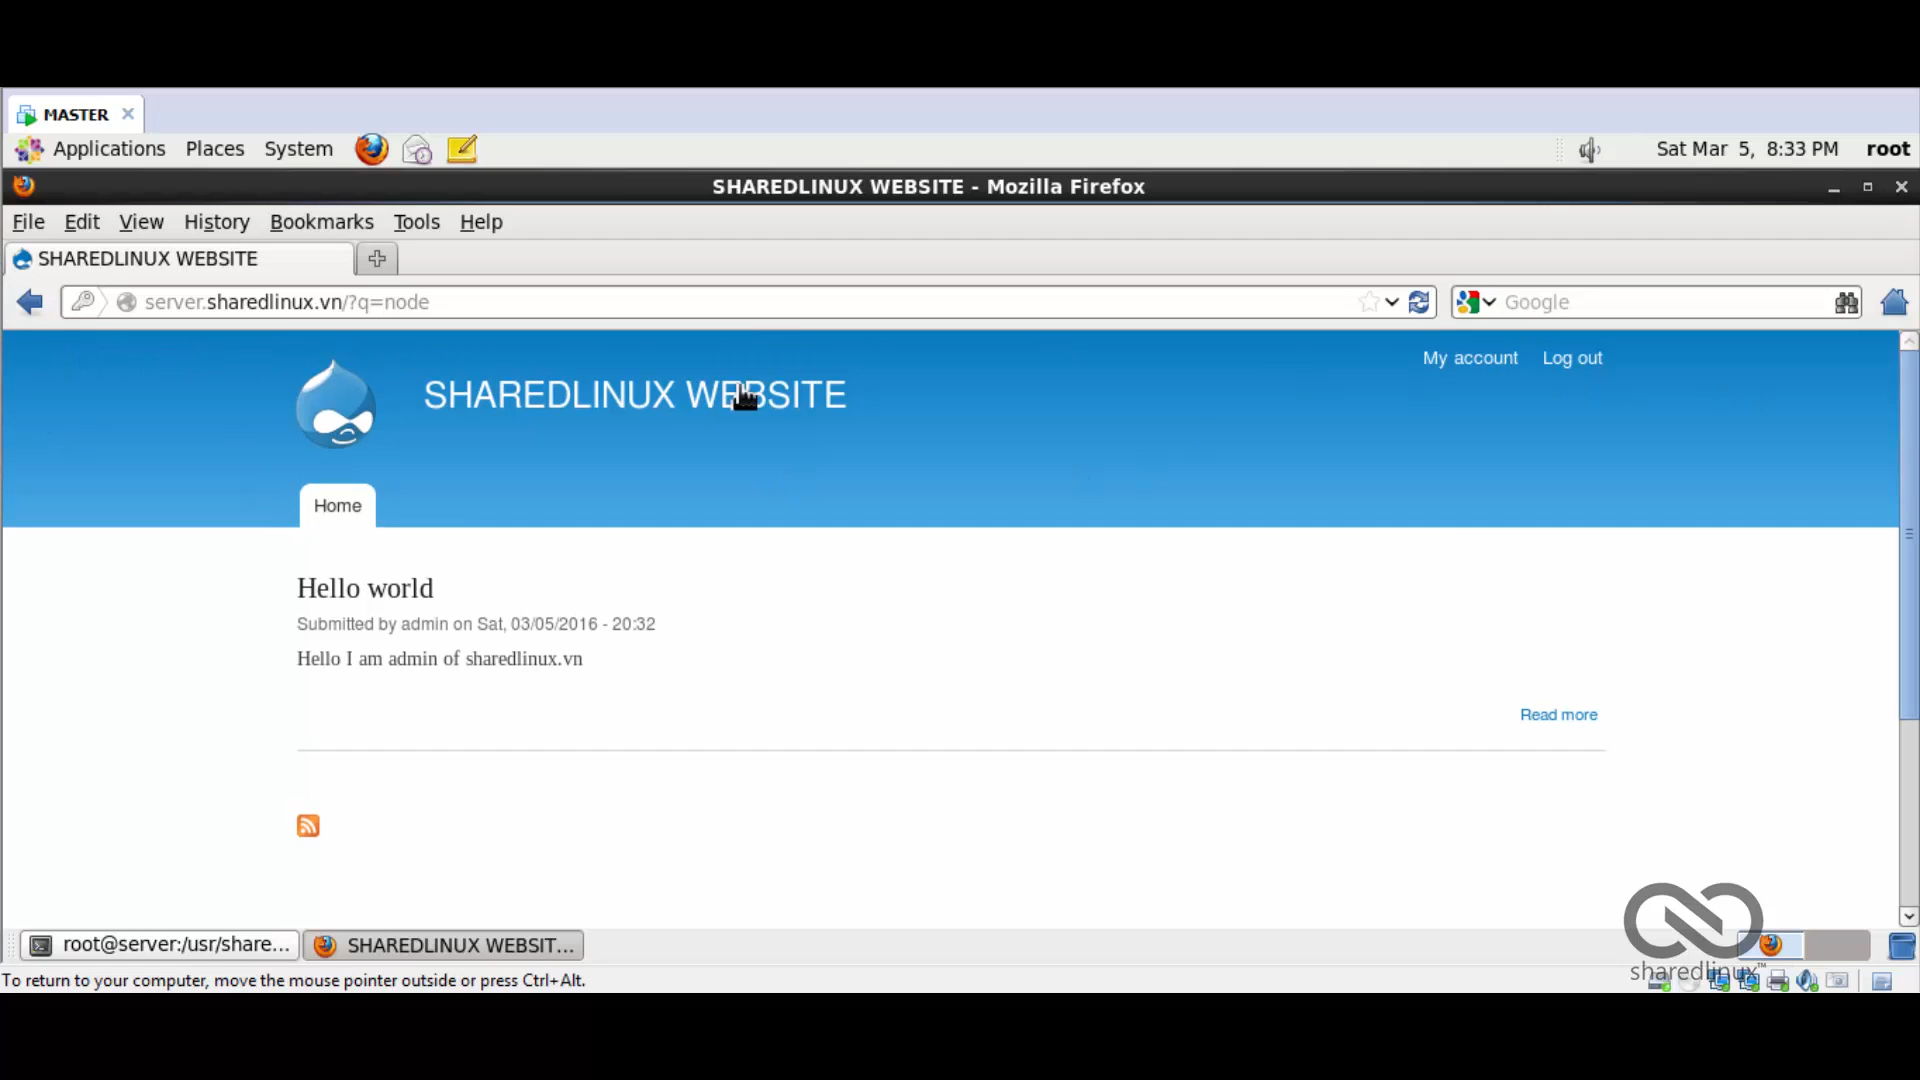 MASTER
Applications Places System Sat Mar 5, 8:33 PM root
SHAREDLINUX WEBSITE - Mozilla Firefox
File Edit View History Bookmarks Tools Help
SHAREDLINUX WEBSITE
server.sharedlinux.vn/?q=node Google
My account Log out
SHAREDLINUX WEBSITE
Home
Hello world
Submitted by admin on Sat, 03/05/2016 - 20:32
Hello I am admin of sharedlinux.vn
Read more
root@server:/usr/share... SHAREDLINUX WEBSIT...
sharedlinux™
To return to your computer, move the mouse pointer outside or press Ctrl+Alt.